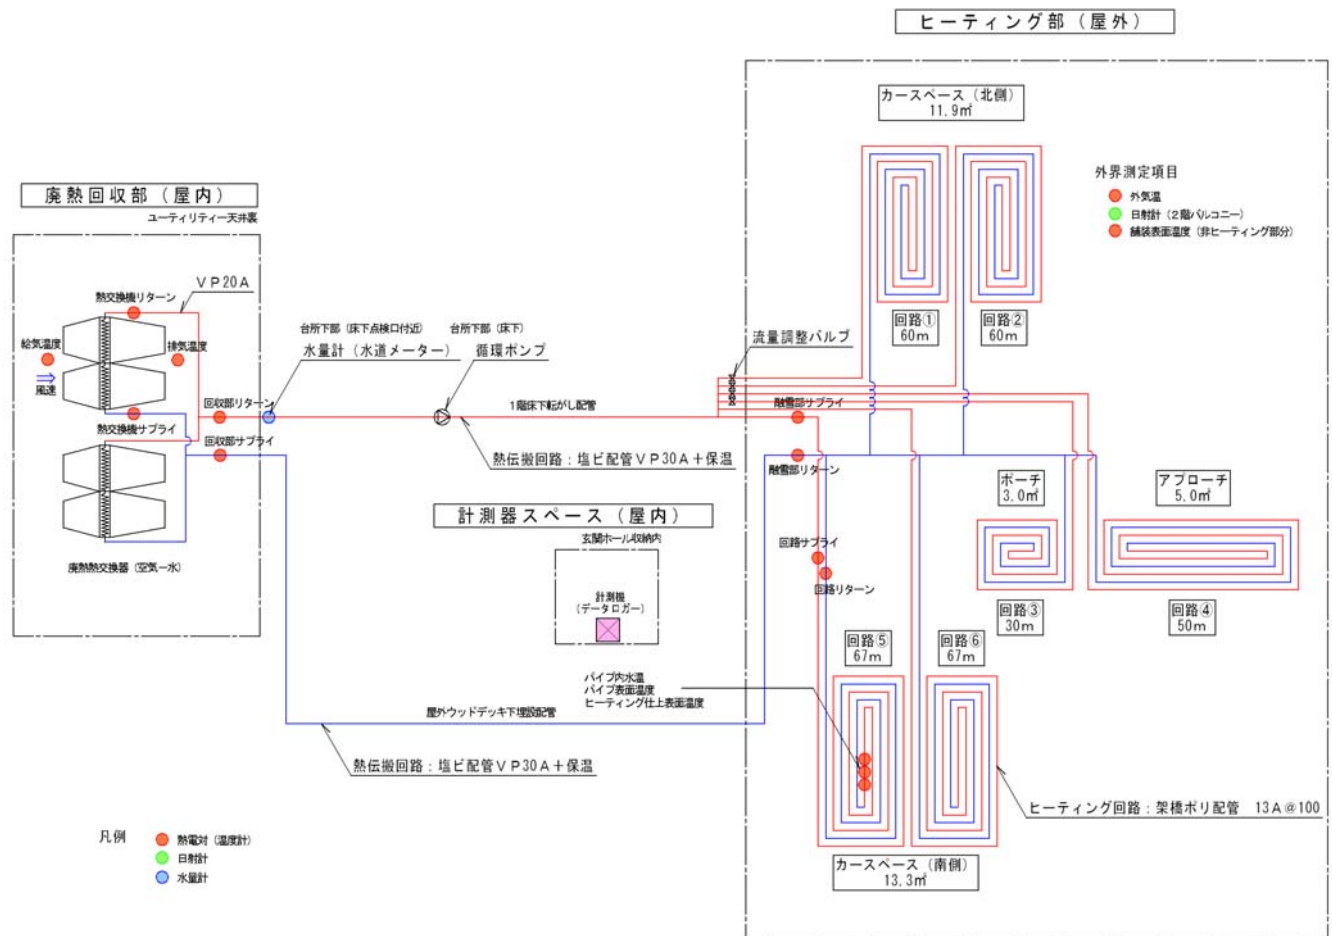 ヒーティング部（屋外）
カースペース（北側）
11.9㎡
外界測定項目
外気温
日射計（2階バルコニー）
舗装表面温度（非ヒーティング部分）
廃熱回収部（屋内）
ユーティリティー天井裏
VP20A
熱交換機リターン
給気温度
排気温度
風速
熱交換機サプライ
回収部リターン
回収部サプライ
廃熱熱交換器（空気ー水）
台所下部（床下点検口付近）
水量計（水道メーター）
台所下部（床下）
循環ポンプ
1階床下転がし配管
熱伝搬回路：塩ビ配管VP30A＋保温
流量調整バルブ
回路①
60m
回路②
60m
融雪部サプライ
融雪部リターン
ポーチ
3.0㎡
アプローチ
5.0㎡
計測器スペース（屋内）
玄関ホール収納内
計測機
（データロガー）
回路サプライ
回路リターン
回路③
30m
回路④
50m
回路⑤
67m
回路⑥
67m
パイプ内水温
パイプ表面温度
ヒーティング仕上表面温度
屋外ウッドデッキ下埋設配管
熱伝搬回路：塩ビ配管VP30A＋保温
ヒーティング回路：架橋ポリ配管 13A@100
カースペース（南側）
13.3㎡
凡例
熱電対（温度計）
日射計
水量計